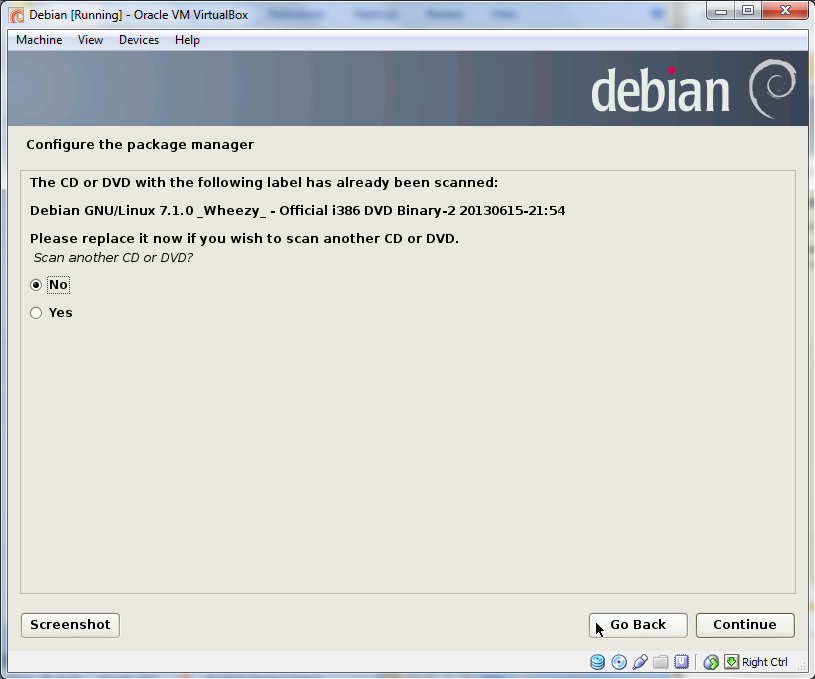 Debian [Running] - Oracle VM VirtualBox
Machine View Devices Help
debian
Configure the package manager
The CD or DVD with the following label has already been scanned:
Debian GNU/Linux 7.1.0 _Wheezy_ - Official i386 DVD Binary-2 20130615-21:54
Please replace it now if you wish to scan another CD or DVD.
Scan another CD or DVD?
No
Yes
Screenshot Go Back Continue
Right Ctrl